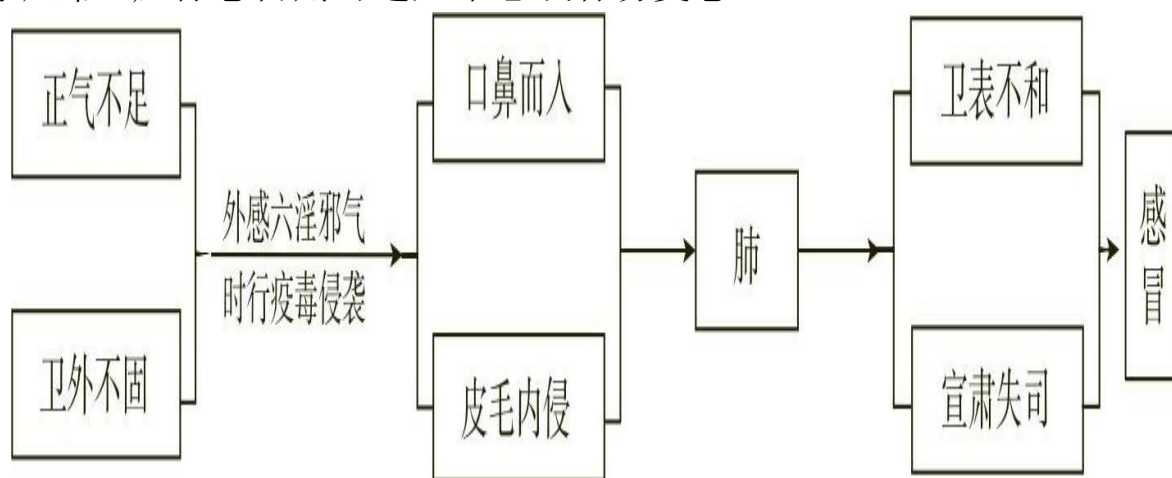 正气不足
卫外不固
外感六淫邪气
时行疫毒侵袭
口鼻而入
皮毛内侵
肺
卫表不和
宣肃失司
感
冒